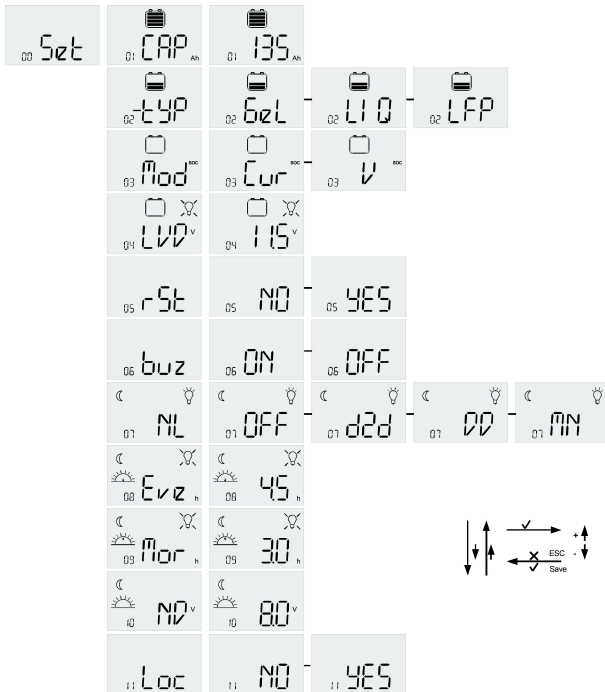 00 Set 01 CAP Ah 01 135 Ah
02 -tYP 02 GeL 02 LIQ 02 LFP
03 Mod soc 03 Cur soc 03 V soc
04 LVD V 04 11.5 V
05 rSt 05 NO 05 YES
06 buz 06 ON 06 OFF
07 NL 07 OFF 07 d2d 07 DD 07 MN
08 Eve h 08 4.5 h
09 Mor h 09 3.0 h
+
ESC -
Save
10 NV V 10 8.0 V
11 Loc 11 NO 11 YES